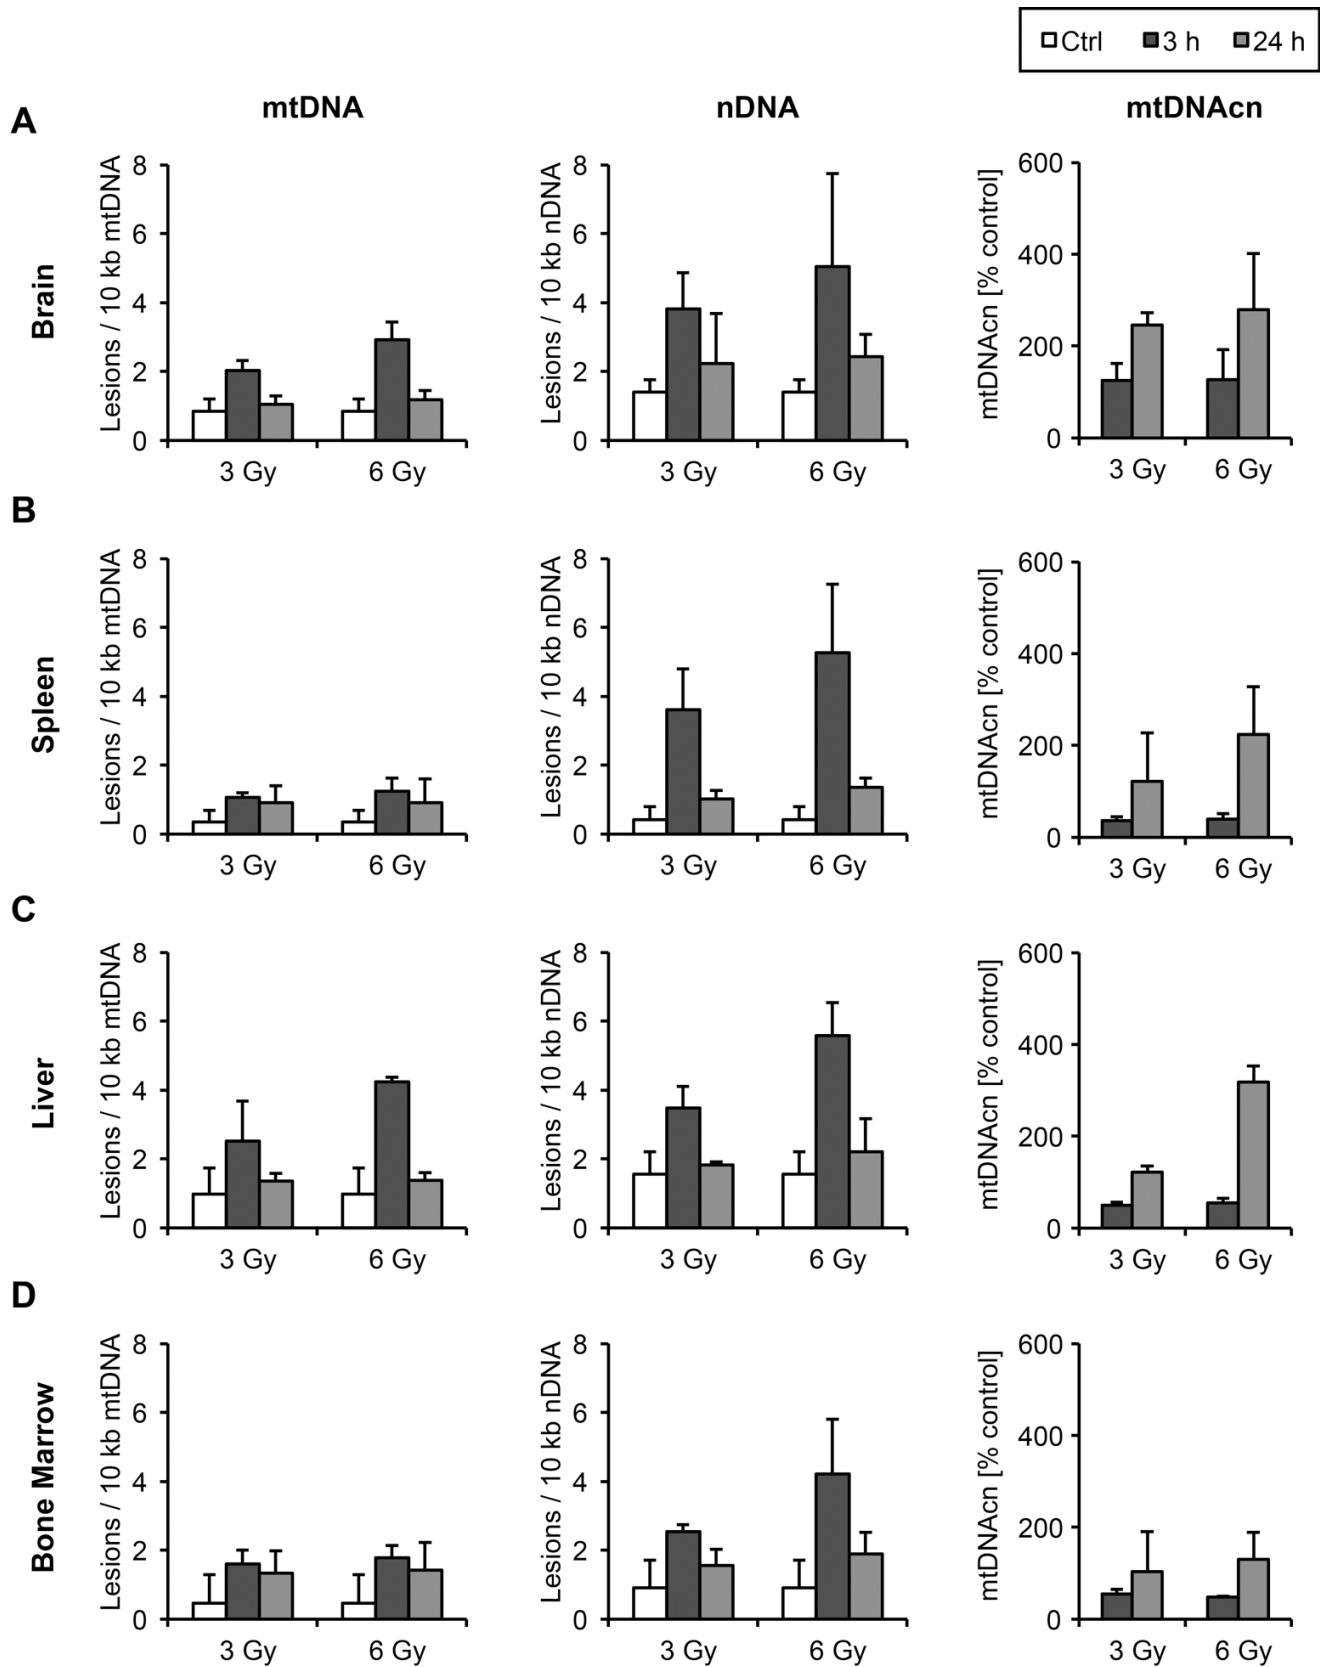 Ctrl 3 h 24 h
mtDNA nDNA mtDNAcn
A
Brain
Lesions / 10 kb mtDNA
8
6
4
2
0
3 Gy 6 Gy
Lesions / 10 kb nDNA
8
6
4
2
0
3 Gy 6 Gy
mtDNAcn [% control]
600
400
200
0
3 Gy 6 Gy
B
Spleen
Lesions / 10 kb mtDNA
8
6
4
2
0
3 Gy 6 Gy
Lesions / 10 kb nDNA
8
6
4
2
0
3 Gy 6 Gy
mtDNAcn [% control]
600
400
200
0
3 Gy 6 Gy
C
Liver
Lesions / 10 kb mtDNA
8
6
4
2
0
3 Gy 6 Gy
Lesions / 10 kb nDNA
8
6
4
2
0
3 Gy 6 Gy
mtDNAcn [% control]
600
400
200
0
3 Gy 6 Gy
D
Bone Marrow
Lesions / 10 kb mtDNA
8
6
4
2
0
3 Gy 6 Gy
Lesions / 10 kb nDNA
8
6
4
2
0
3 Gy 6 Gy
mtDNAcn [% control]
600
400
200
0
3 Gy 6 Gy